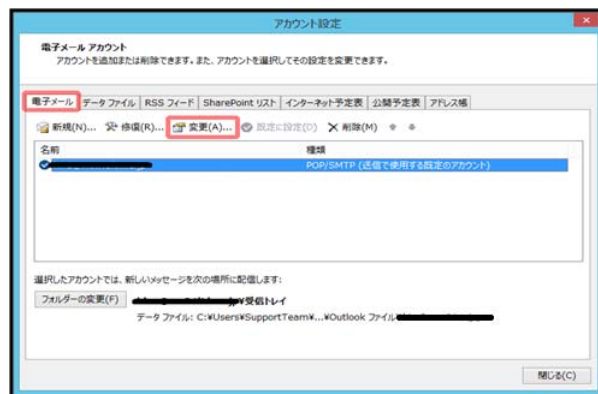 アカウント設定
電子メール アカウント
アカウントを追加または削除できます。また、アカウントを選択してその設定を変更できます。
電子メール データ ファイル RSS フィード SharePoint リスト インターネット予定表 公開予定表 アドレス帳
新規(N)... 修復(R)... 変更(A)... 既定に設定(D) 削除(M)
名前 種類
POP/SMTP (送信で使用する既定のアカウント)
選択したアカウントでは、新しいメッセージを次の場所に配信します:
フォルダーの変更(F) ¥受信トレイ
データ ファイル: C:¥Users¥SupportTeam¥...¥Outlook ファイル
閉じる(C)